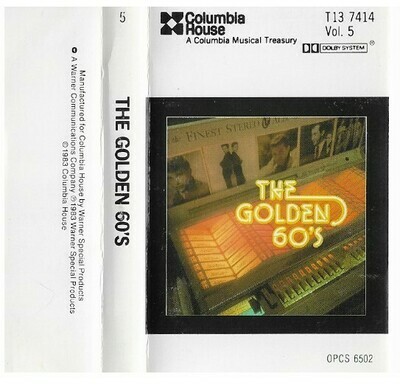 Manufactured for Columbia House by Warner Special Products
A Warner Communications Company ℗1983 Warner Special Products
©1983 Columbia House
5
THE GOLDEN 60'S
Columbia
House
A Columbia Musical Treasury
T13 7414
Vol. 5
DOLBY SYSTEM ®
FINEST STEREO
THE
GOLDEN
60'S
OPCS 6502